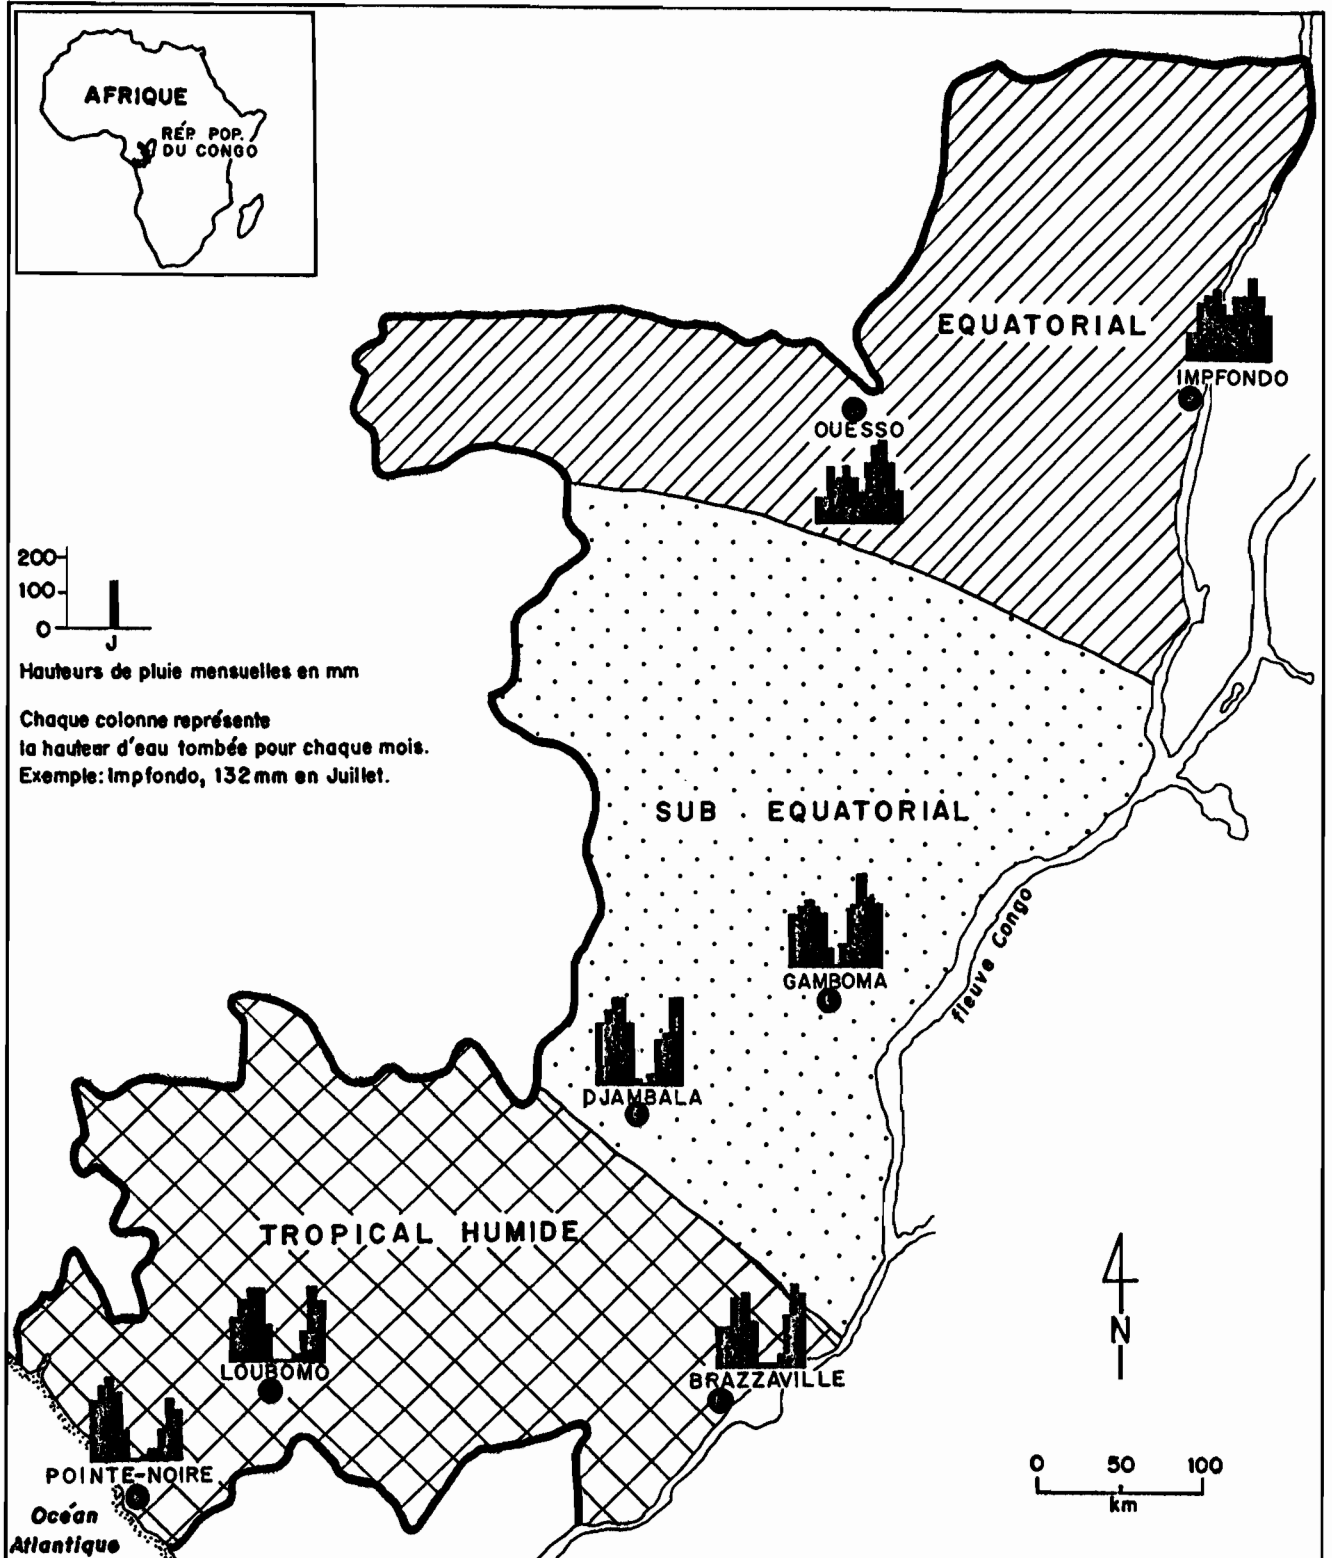 AFRIQUE
RÉP. POP.
DU CONGO
EQUATORIAL
IMPFONDO
OUESSO
200
100
0
J
Hauteurs de pluie mensuelles en mm
Chaque colonne représente
la hauteur d'eau tombée pour chaque mois.
Exemple: Impfondo, 132mm en Juillet.
SUB EQUATORIAL
GAMBOMA
fleuve Congo
DJAMBALA
TROPICAL HUMIDE
LOUBOMO
BRAZZAVILLE
N
POINTE-NOIRE
0 50 100
km
Océan
Atlantique